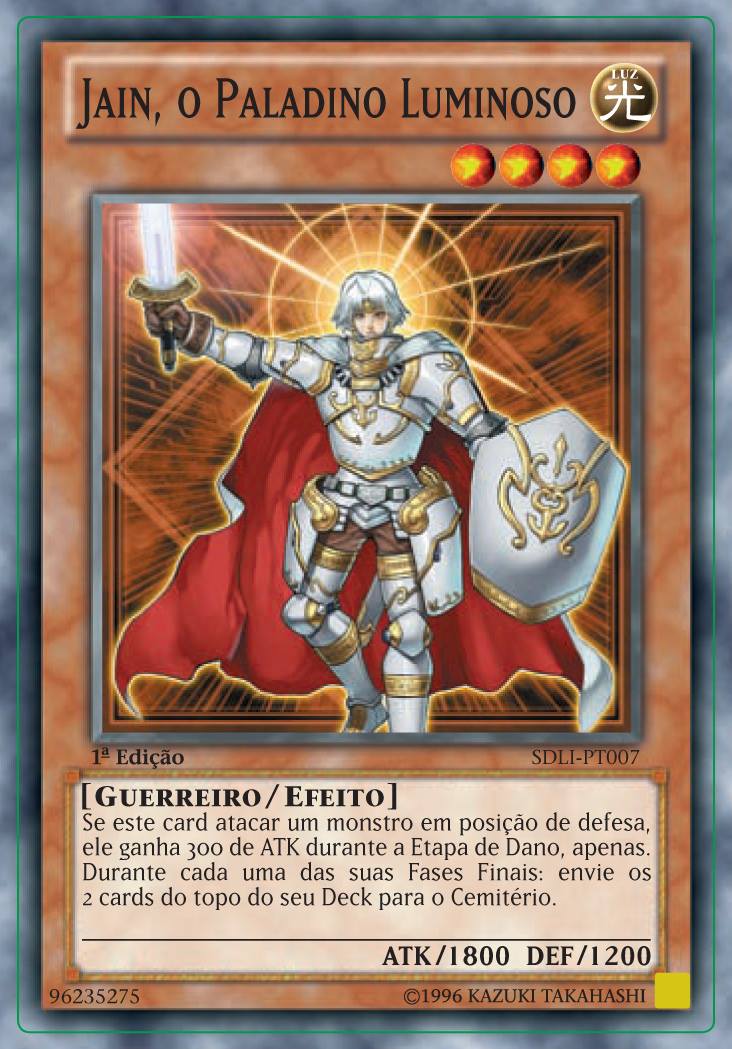 Jain, o Paladino Luminoso
LUZ
光
1ª Edição
SDLI-PT007
[Guerreiro/Efeito]
Se este card atacar um monstro em posição de defesa,
ele ganha 300 de ATK durante a Etapa de Dano, apenas.
Durante cada uma das suas Fases Finais: envie os
2 cards do topo do seu Deck para o Cemitério.
ATK/1800 DEF/1200
96235275
©1996 KAZUKI TAKAHASHI